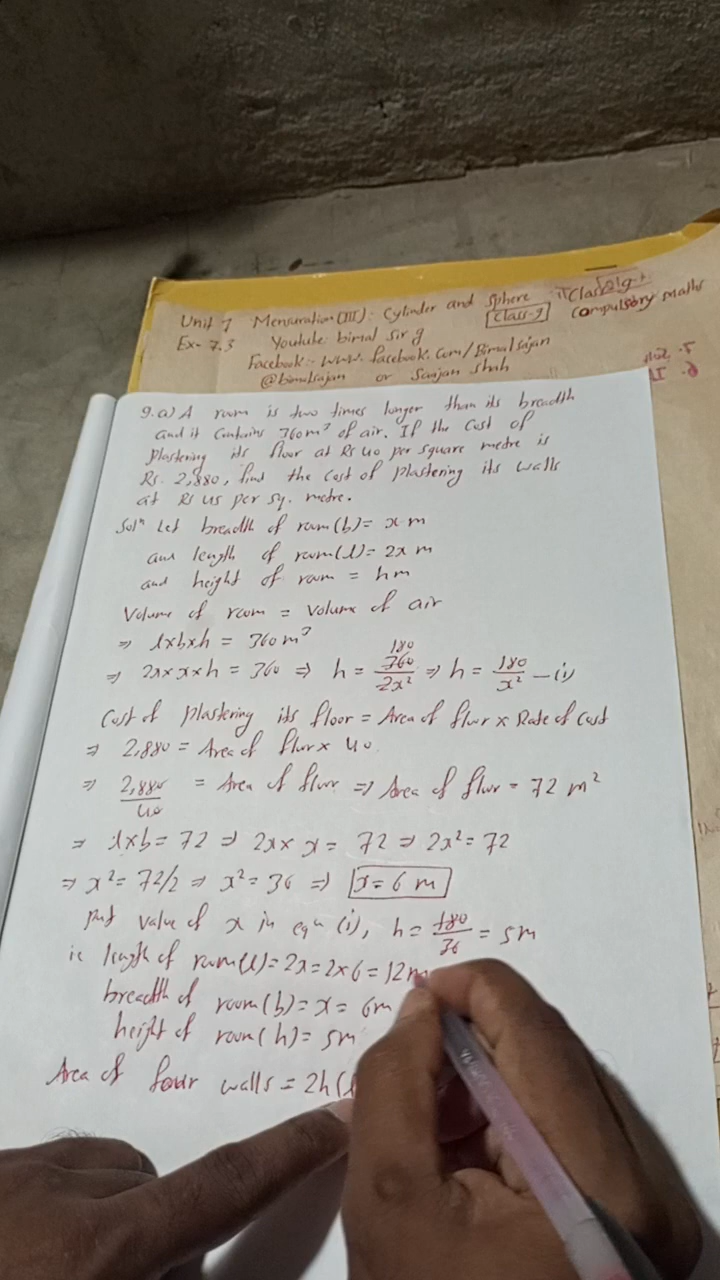 Unit 7 Mensuration (III): Cylinder and Sphere "Class 9"
Ex- 7.3 Youtube bimal Sir g Class-9 Compulsory maths
Facebook:- www.facebook.com/Bimalsajan
@bimalsajan or Sanjan Shah
9.a) A room is two times longer than its breadth
and it contains 360m³ of air. If the cost of
plastering its floor at Rs 40 per square metre is
Rs. 2,880, find the cost of plastering its walls
at Rs 45 per sq. metre.
Solⁿ Let breadth of room(b)= x m
and length of room(l)= 2x m
and height of room = h m
Volume of room = Volume of air
⇒ l×b×h = 360m³
⇒ 2x × x × h = 360 ⇒ h = 360/2x² 180 ⇒ h = 180/x² —(i)
Cost of plastering its floor = Area of floor × Rate of cost
⇒ 2,880 = Area of floor × 40
⇒ 2,880/40 = Area of floor ⇒ Area of floor = 72 m²
⇒ l×b= 72 ⇒ 2x × x = 72 ⇒ 2x²= 72
⇒ x²= 72/2 ⇒ x²= 36 ⇒ x= 6 m
put value of x in eqn (i), h= 180/36 = 5m
ie length of room(l)= 2x= 2×6 = 12m
breadth of room(b)= x= 6m
height of room(h)= 5m
Area of four walls = 2h(l